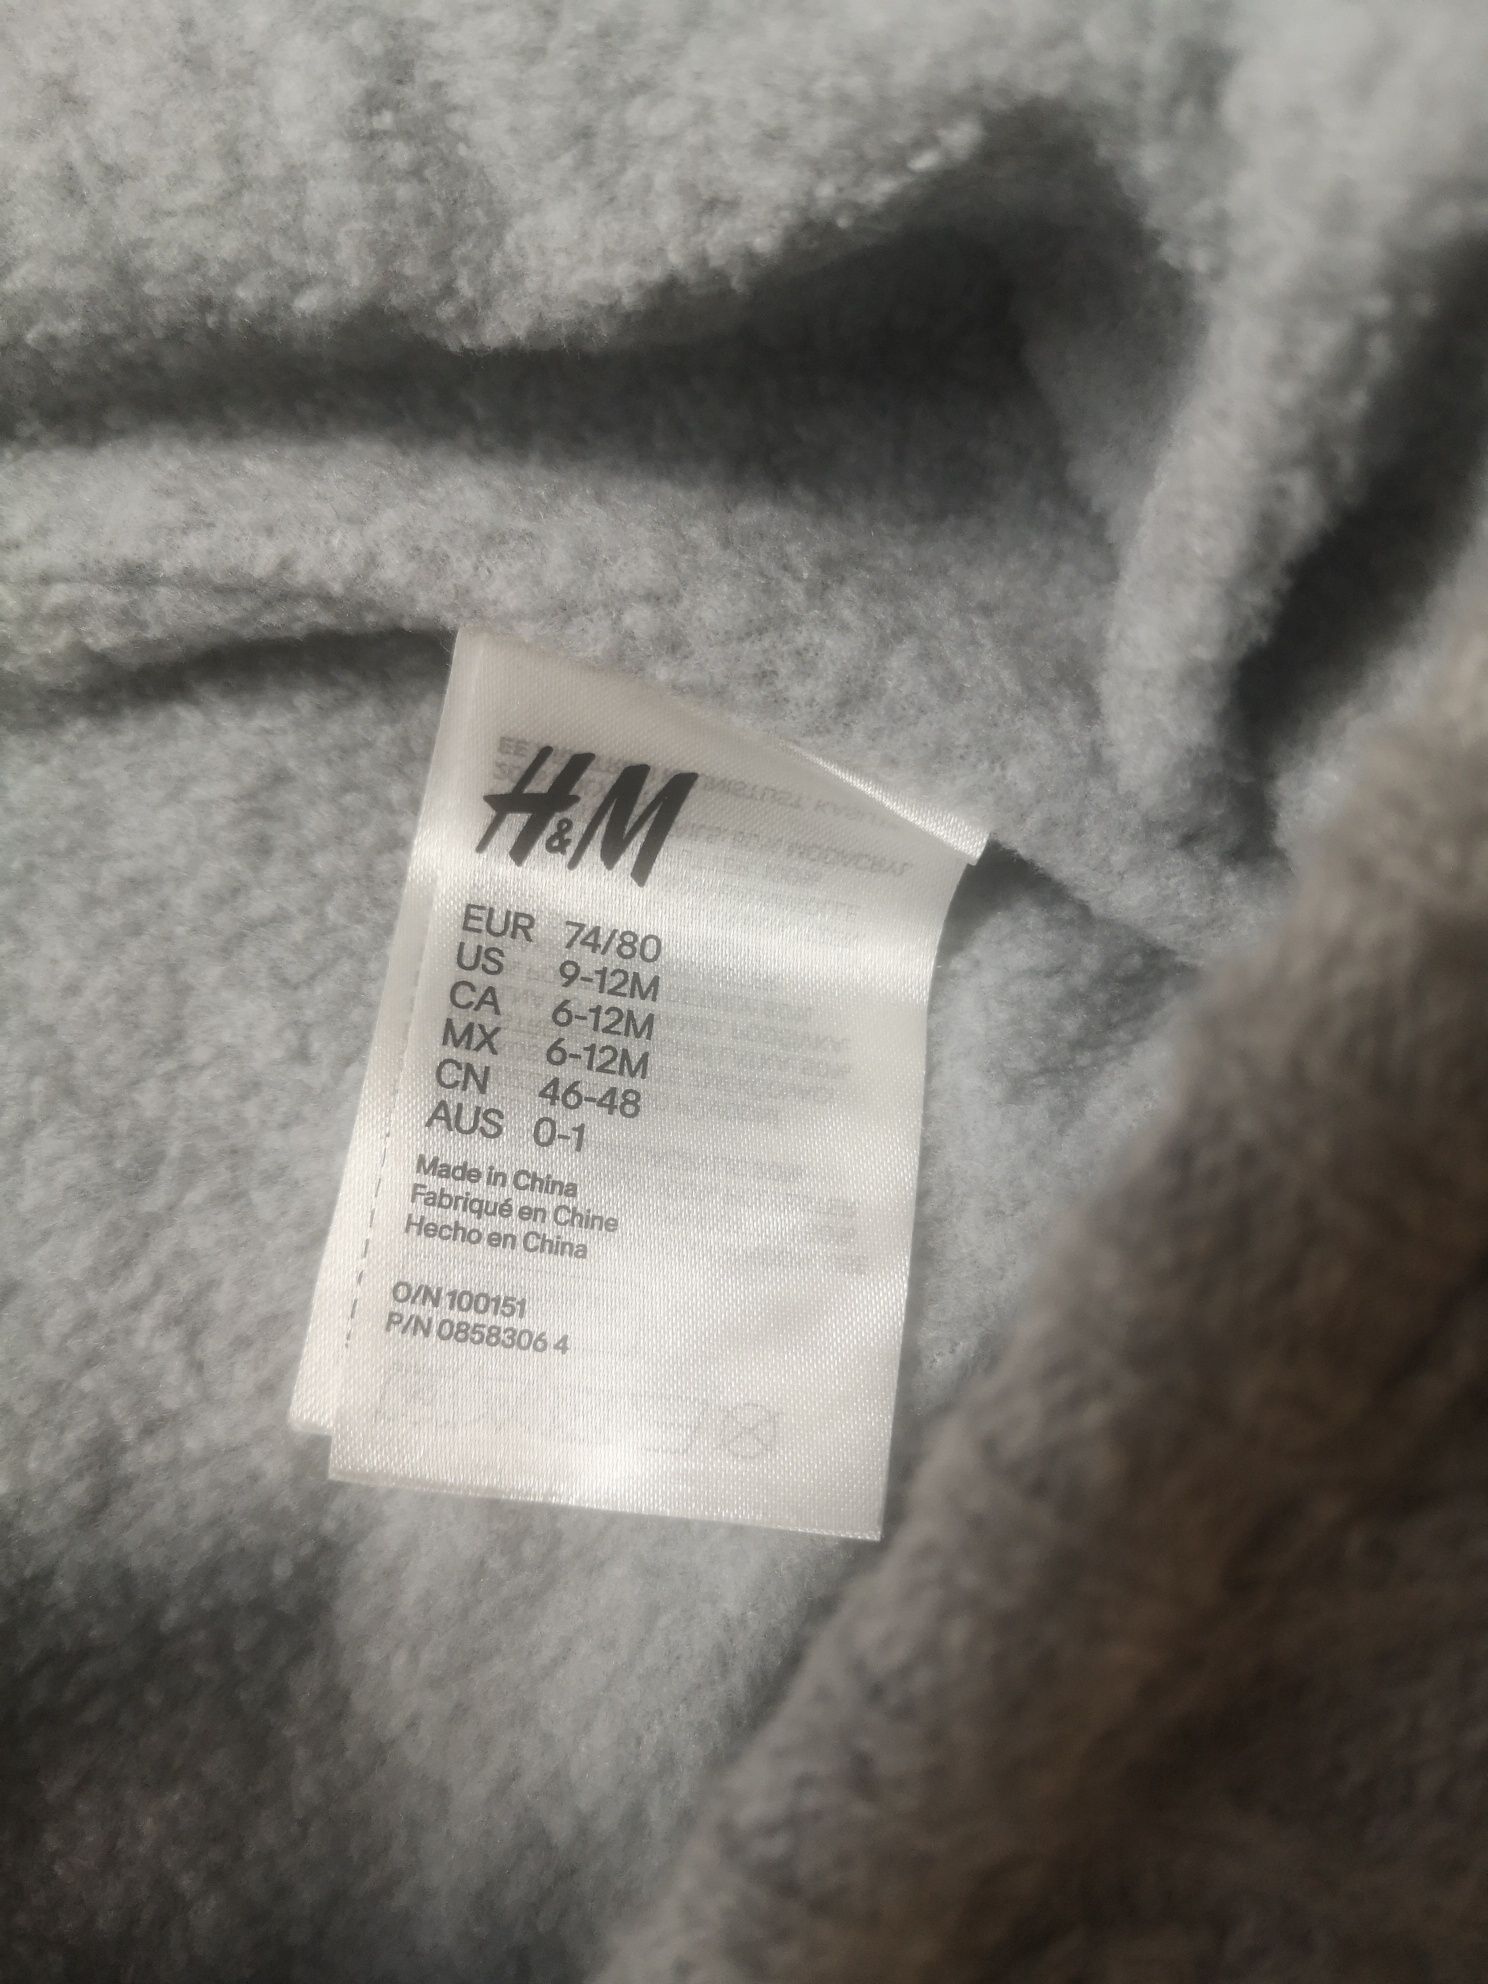 H&M
EUR 74/80
US 9-12M
CA 6-12M
MX 6-12M
CN 46-48
AUS 0-1
Made in China
Fabriqué en Chine
Hecho en China
O/N 100151
P/N 0858306 4